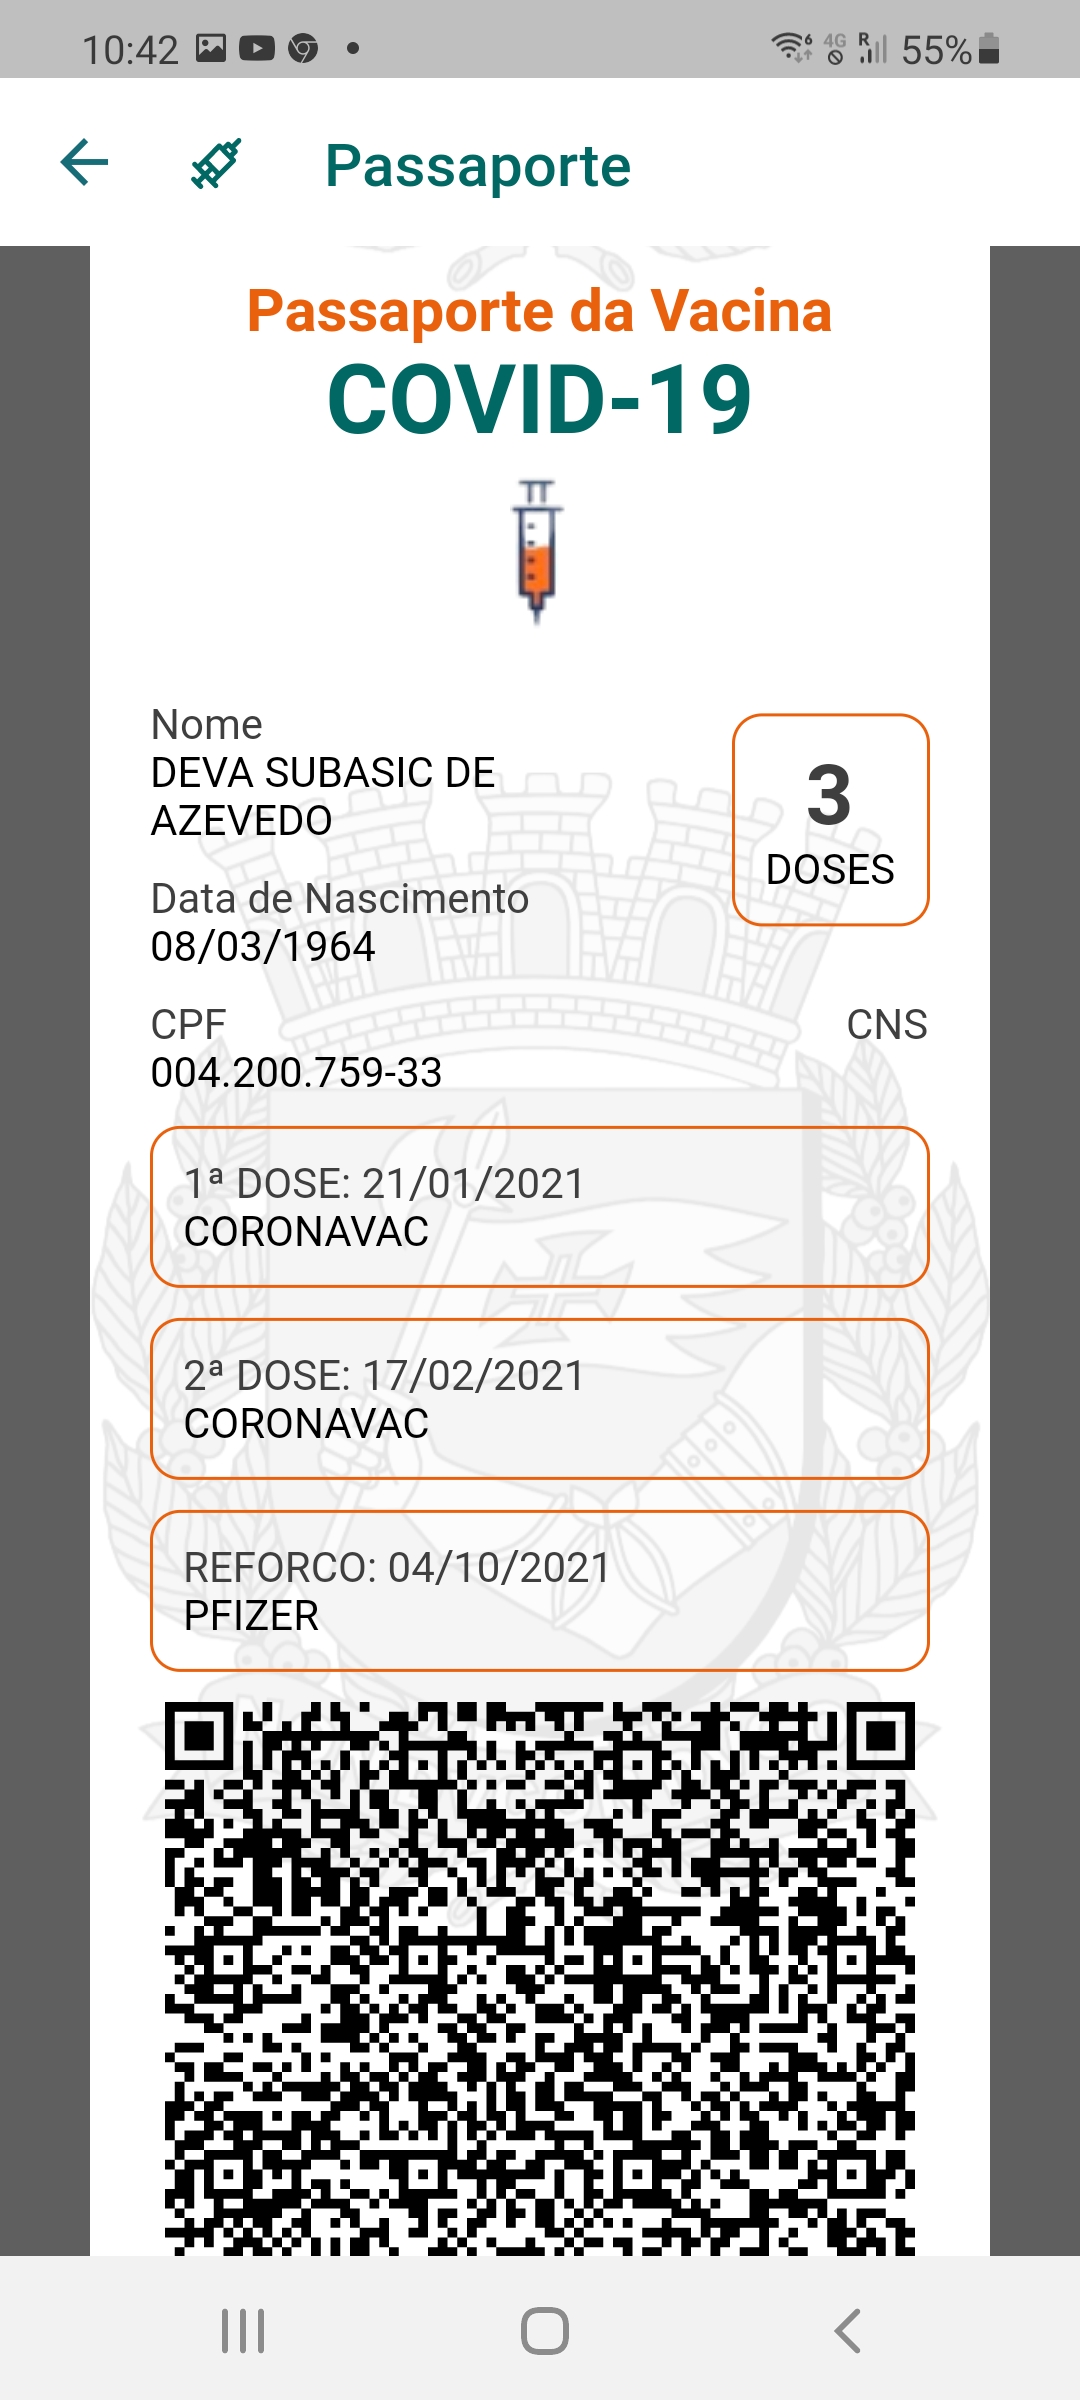 10:42
4G
R
55%
Passaporte
Passaporte da Vacina
COVID-19
Nome
DEVA SUBASIC DE
AZEVEDO
3
DOSES
Data de Nascimento
08/03/1964
CPF
CNS
004.200.759-33
1ª DOSE: 21/01/2021
CORONAVAC
2ª DOSE: 17/02/2021
CORONAVAC
REFORCO: 04/10/2021
PFIZER